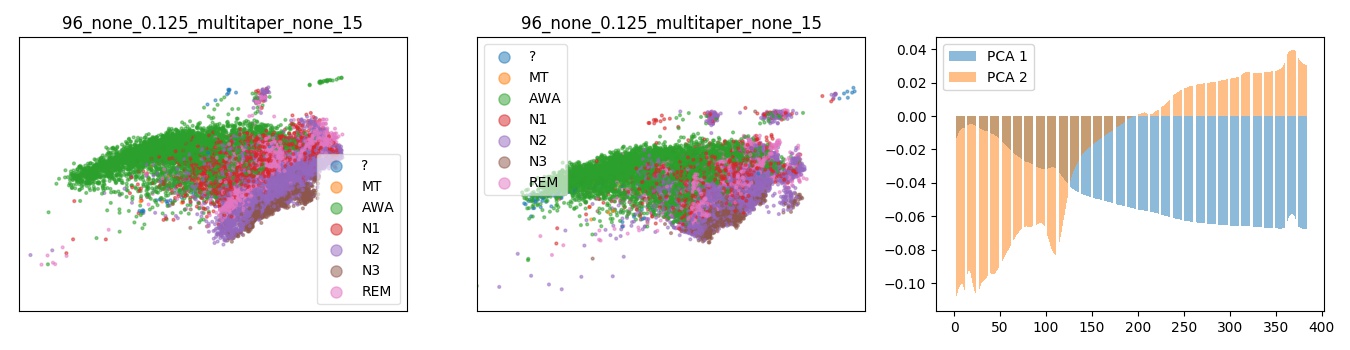 96_none_0.125_multitaper_none_15
?
MT
AWA
N1
N2
N3
REM
96_none_0.125_multitaper_none_15
?
MT
AWA
N1
N2
N3
REM
PCA 1
PCA 2
0.04
0.02
0.00
−0.02
−0.04
−0.06
−0.08
−0.10
0 50 100 150 200 250 300 350 400